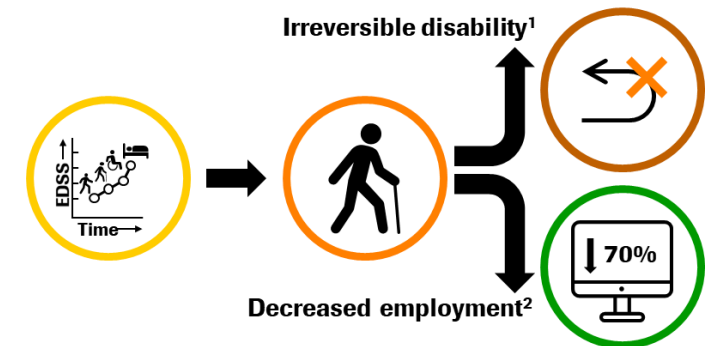 Irreversible disability¹
EDSS
Time
70%
Decreased employment²